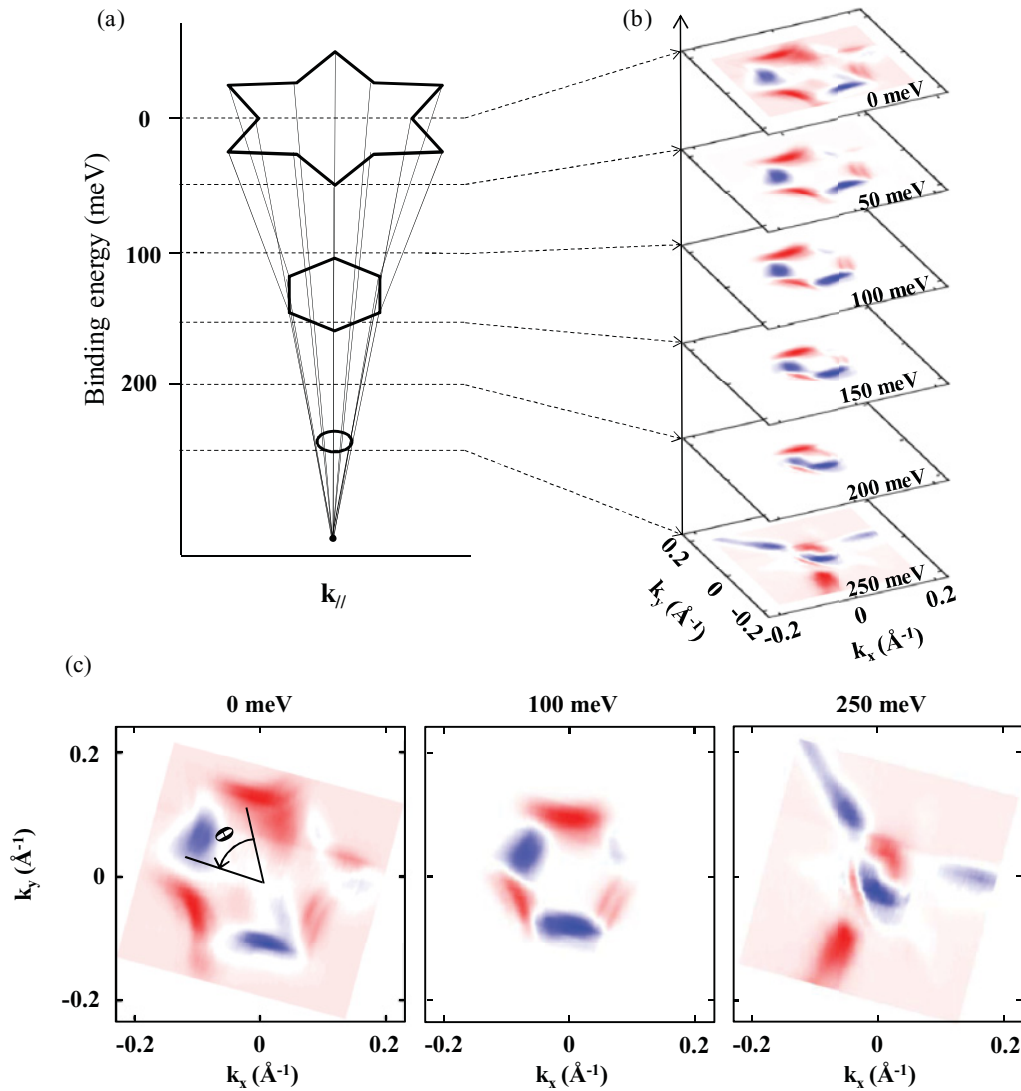 (a)
Binding energy (meV)
0
100
200
k//
(b)
0 meV
50 meV
100 meV
150 meV
200 meV
250 meV
0.2
0
-0.2
ky (Å-1)
-0.2
0
0.2
kx (Å-1)
(c)
0 meV
100 meV
250 meV
0.2
0
-0.2
ky (Å-1)
θ
-0.2
0
0.2
-0.2
0
0.2
-0.2
0
0.2
kx (Å-1)
kx (Å-1)
kx (Å-1)